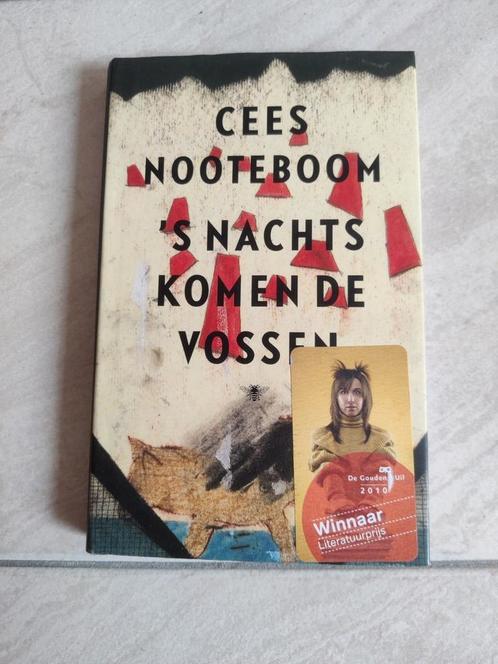 CEES
NOOTEBOOM
'S NACHTS
KOMEN DE
VOSSEN
De Gouden Uil
2010
Winnaar
Literatuurprijs